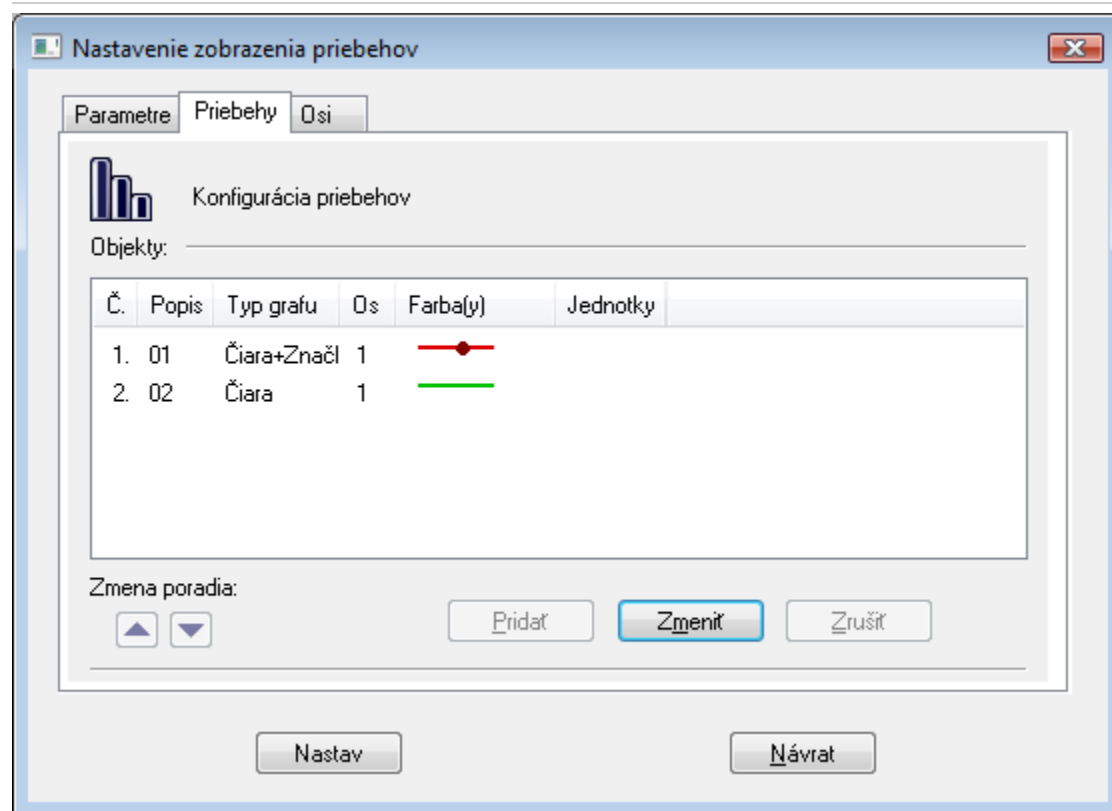 Nastavenie zobrazenia priebehov
Parametre Priebehy Osi
Konfigurácia priebehov
Objekty:
Č. Popis Typ grafu Os Farba(y) Jednotky
1. 01 Čiara+Značl 1
2. 02 Čiara 1
Zmena poradia:
Pridať Zmeniť Zrušiť
Nastav Návrat